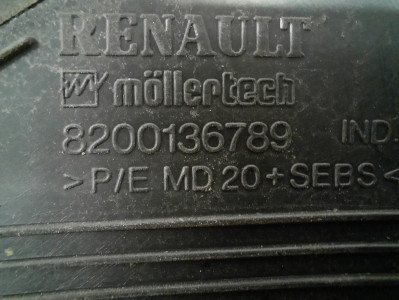 RENAULT
möllertech
8200136789 IND.
>P/E MD 20+SEBS<